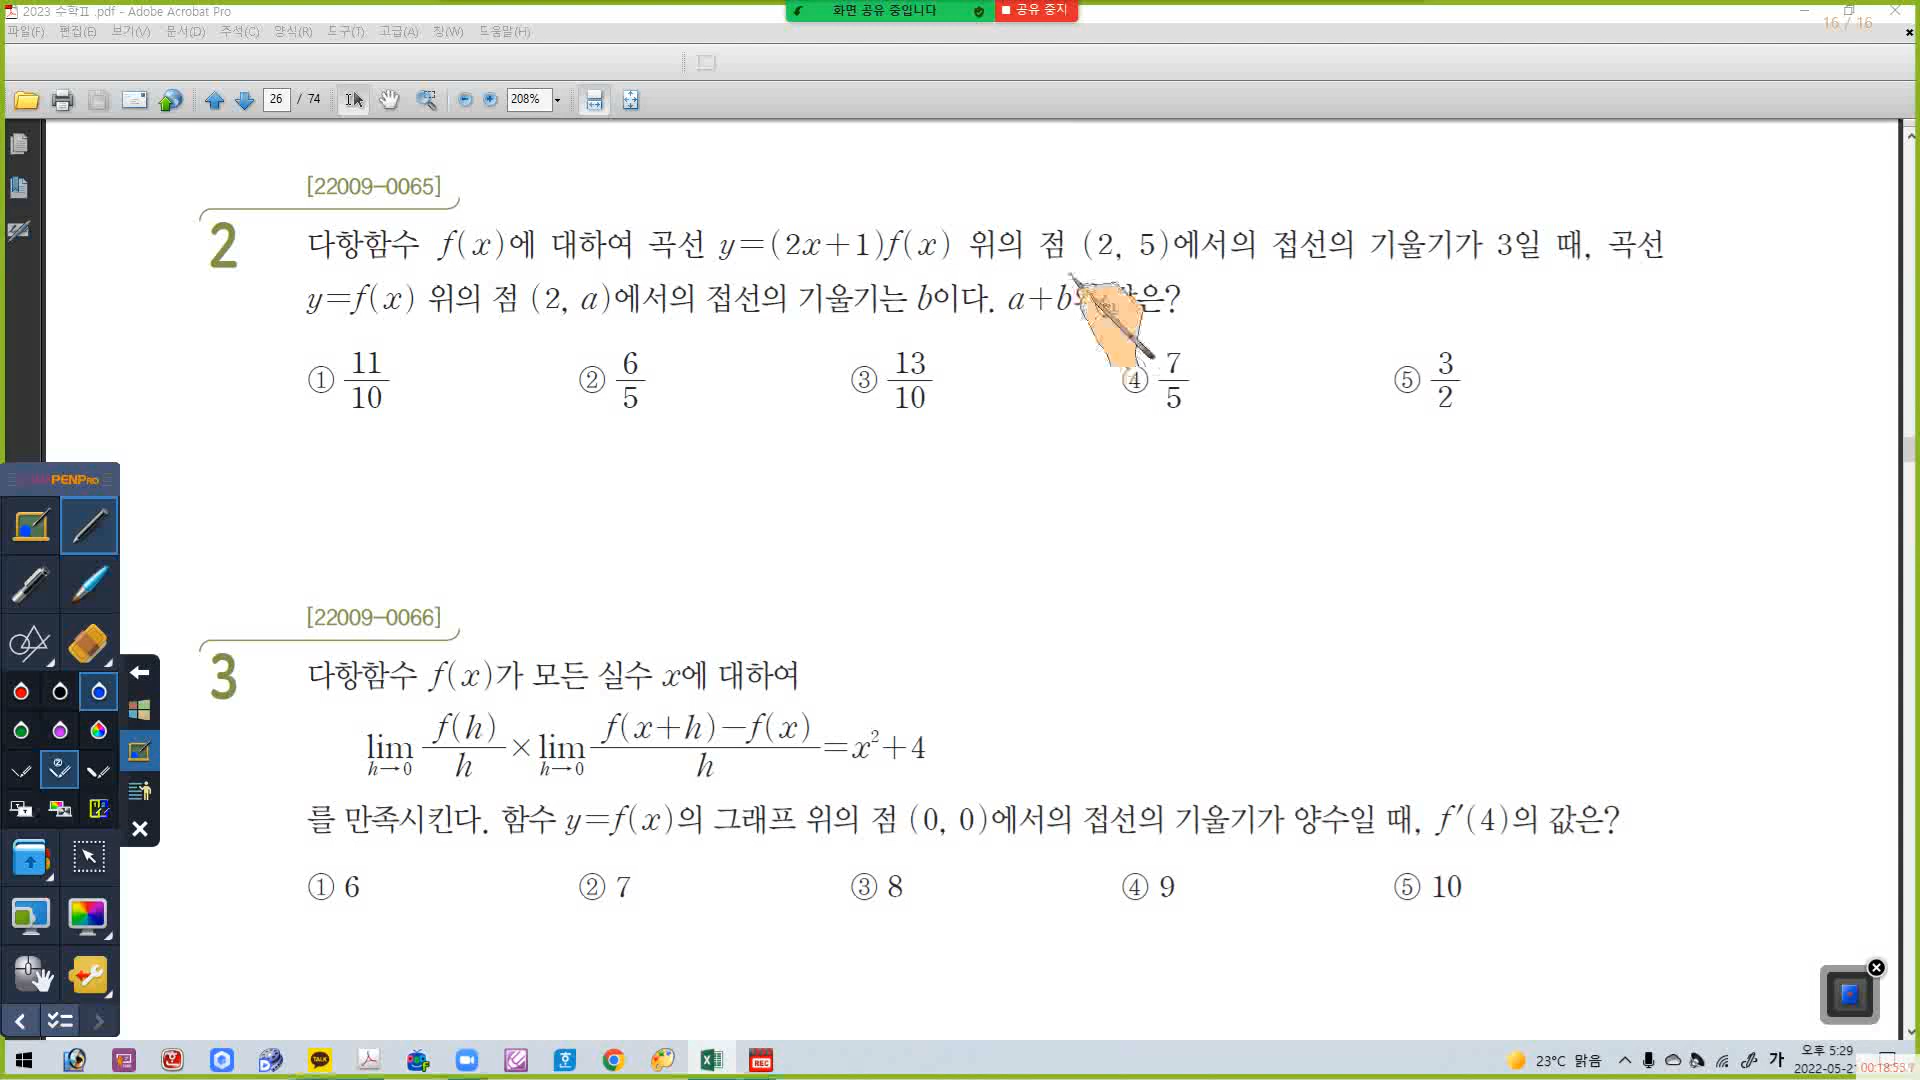 2023 수학Ⅱ .pdf - Adobe Acrobat Pro
화면 공유 중입니다
공유 중지
16 / 16
파일(F) 편집(E) 보기(V) 문서(D) 주석(C) 양식(R) 도구(T) 고급(A) 창(W) 도움말(H)
26 / 74
208%
[22009-0065]
2 다항함수 f(x)에 대하여 곡선 y=(2x+1)f(x) 위의 점 (2, 5)에서의 접선의 기울기가 3일 때, 곡선
y=f(x) 위의 점 (2, a)에서의 접선의 기울기는 b이다. a+b 은?
① 11/10 ② 6/5 ③ 13/10 ④ 7/5 ⑤ 3/2
PENPRO
[22009-0066]
3 다항함수 f(x)가 모든 실수 x에 대하여
lim h→0 f(h)/h × lim h→0 f(x+h)-f(x)/h = x²+4
를 만족시킨다. 함수 y=f(x)의 그래프 위의 점 (0, 0)에서의 접선의 기울기가 양수일 때, f′(4)의 값은?
① 6 ② 7 ③ 8 ④ 9 ⑤ 10
TALK
REC
23°C 맑음
가
오후 5:29
2022-05-2
00:18:53